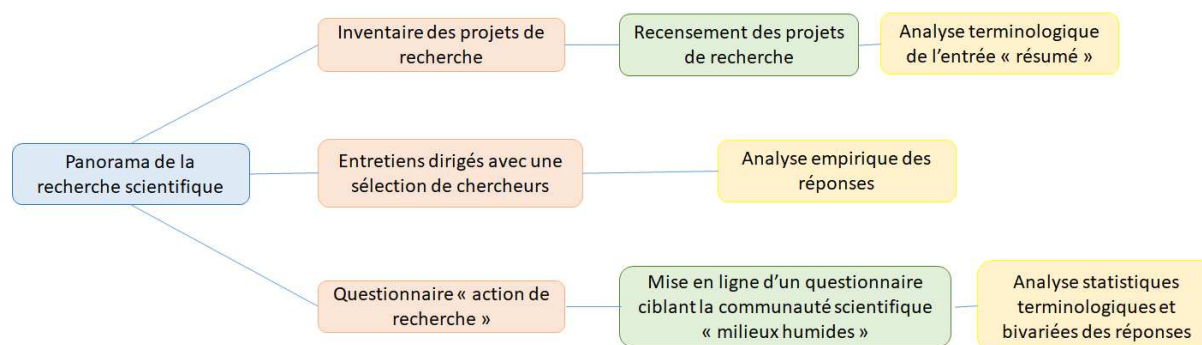 Inventaire des projets de
recherche
Recensement des projets
de recherche
Analyse terminologique
de l'entrée « résumé »
Panorama de la
recherche scientifique
Entretiens dirigés avec une
sélection de chercheurs
Analyse empirique des
réponses
Questionnaire « action de
recherche »
Mise en ligne d'un questionnaire
ciblant la communauté scientifique
« milieux humides »
Analyse statistiques
terminologiques et
bivariées des réponses